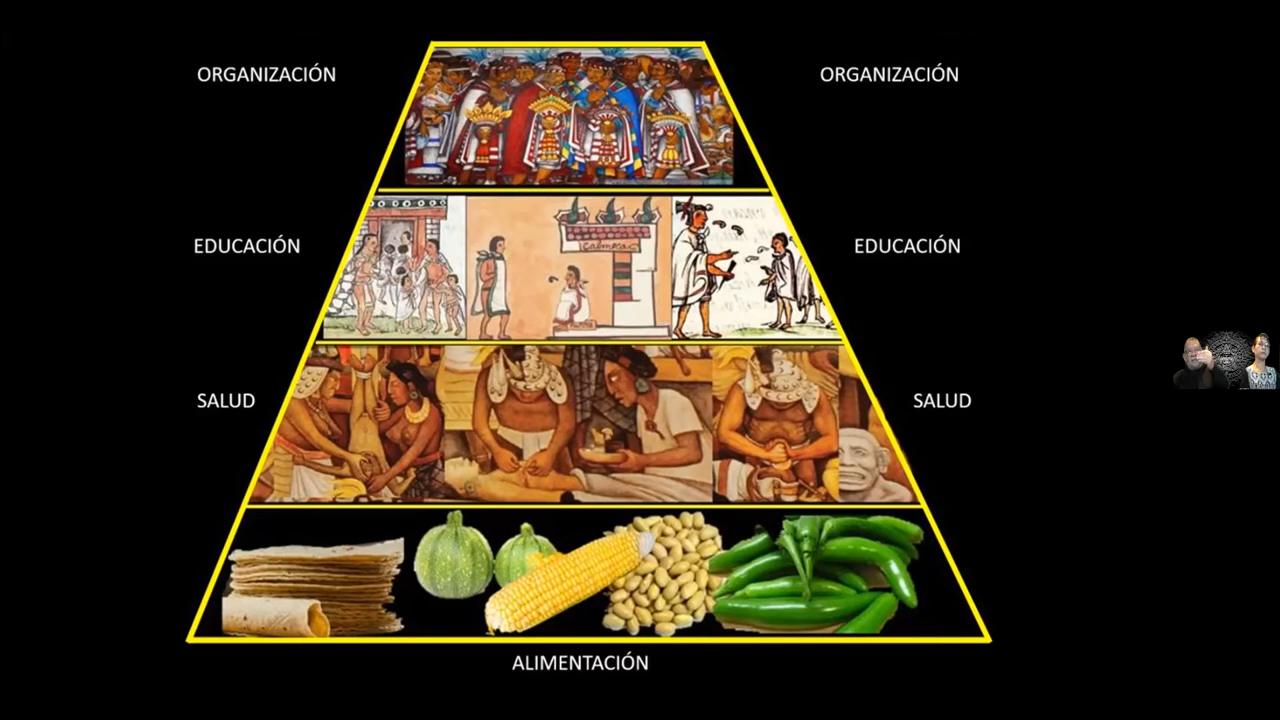 ORGANIZACIÓN
ORGANIZACIÓN
EDUCACIÓN
EDUCACIÓN
SALUD
SALUD
ALIMENTACIÓN